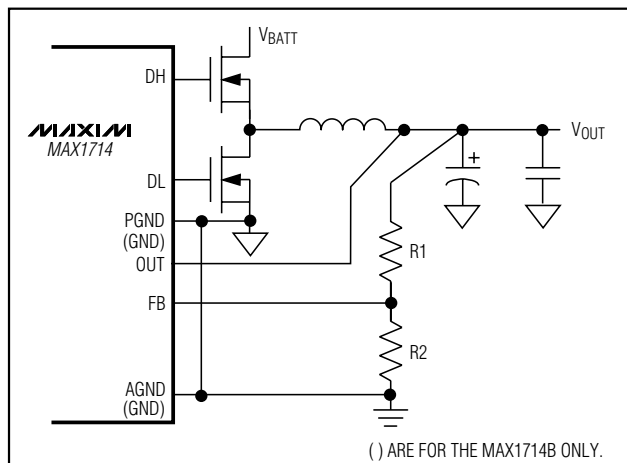 VBATT
DH
MAXIM
MAX1714
VOUT
DL
+
PGND
(GND)
OUT
R1
FB
R2
AGND
(GND)
( ) ARE FOR THE MAX1714B ONLY.